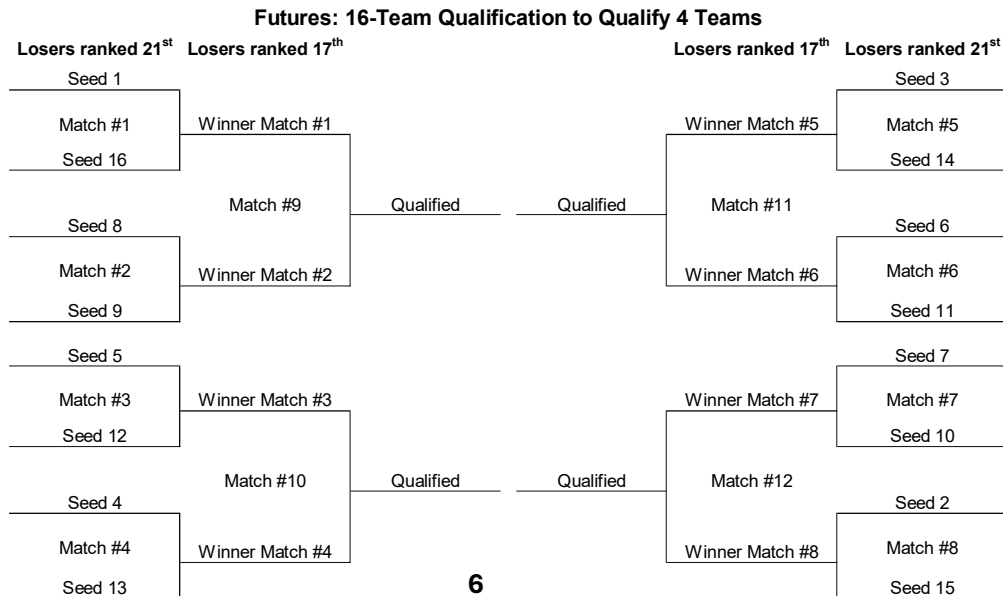 Futures: 16-Team Qualification to Qualify 4 Teams
Losers ranked 21st Losers ranked 17th Losers ranked 17th Losers ranked 21st
Seed 1 Seed 3
Match #1 Winner Match #1 Winner Match #5 Match #5
Seed 16 Seed 14
Match #9 Qualified Qualified Match #11
Seed 8 Seed 6
Match #2 Winner Match #2 Winner Match #6 Match #6
Seed 9 Seed 11
Seed 5 Seed 7
Match #3 Winner Match #3 Winner Match #7 Match #7
Seed 12 Seed 10
Match #10 Qualified Qualified Match #12
Seed 4 Seed 2
Match #4 Winner Match #4 Winner Match #8 Match #8
Seed 13 6 Seed 15